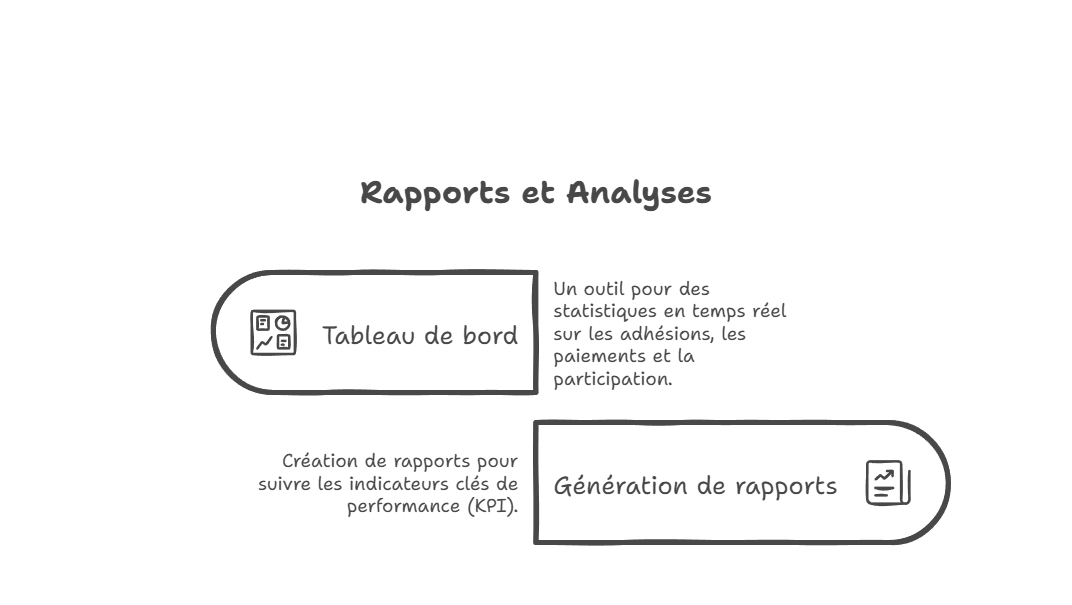 Rapports et Analyses
Tableau de bord
Un outil pour des
statistiques en temps réel
sur les adhésions, les
paiements et la
participation.
Création de rapports pour
suivre les indicateurs clés de
performance (KPI).
Génération de rapports